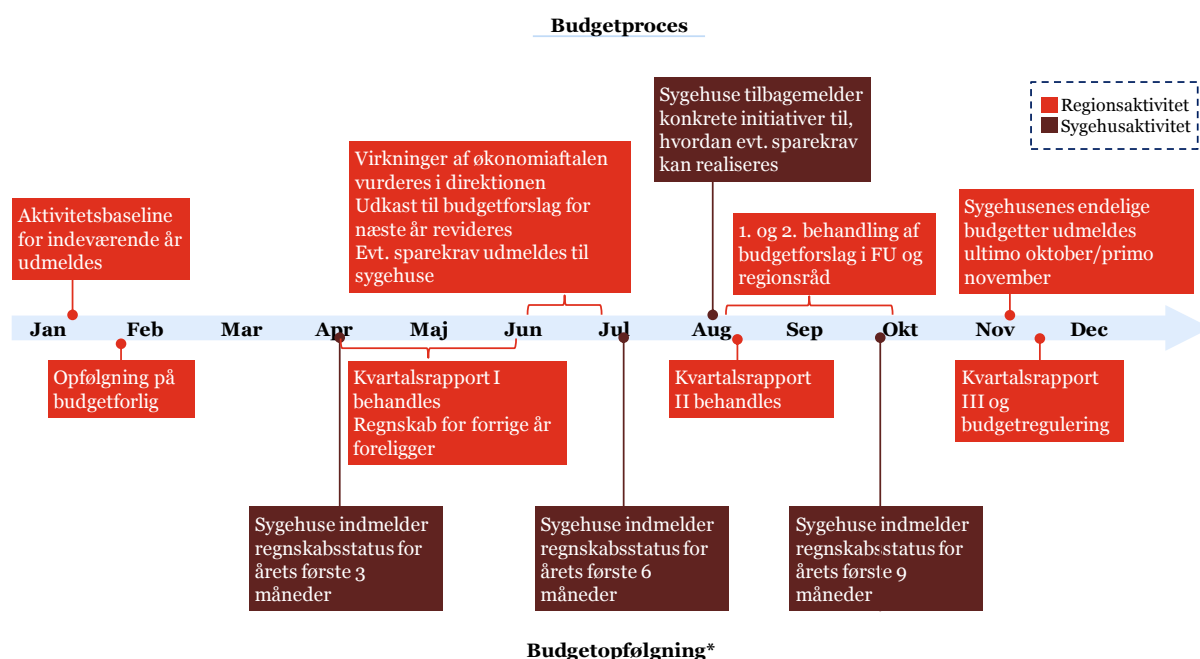 Budgetproces
Regionsaktivitet
Sygehusaktivitet
Sygehuse tilbagemelder
konkrete initiativer til,
hvordan evt. sparekrav
kan realiseres
Virkninger af økonomiaftalen
vurderes i direktionen
Udkast til budgetforslag for
næste år revideres
Evt. sparekrav udmeldes til
sygehuse
Aktivitetsbaseline
for indeværende år
udmeldes
1. og 2. behandling af
budgetforslag i FU og
regionsråd
Sygehusenes endelige
budgetter udmeldes
ultimo oktober/primo
november
Jan Feb Mar Apr Maj Jun Jul Aug Sep Okt Nov Dec
Opfølgning på
budgetforlig
Kvartalsrapport I
behandles
Regnskab for forrige år
foreligger
Kvartalsrapport
II behandles
Kvartalsrapport
III og
budgetregulering
Sygehuse indmelder
regnskabsstatus for
årets første 3
måneder
Sygehuse indmelder
regnskabsstatus for
årets første 6
måneder
Sygehuse indmelder
regnskabsstatus for
årets første 9
måneder
Budgetopfølgning*